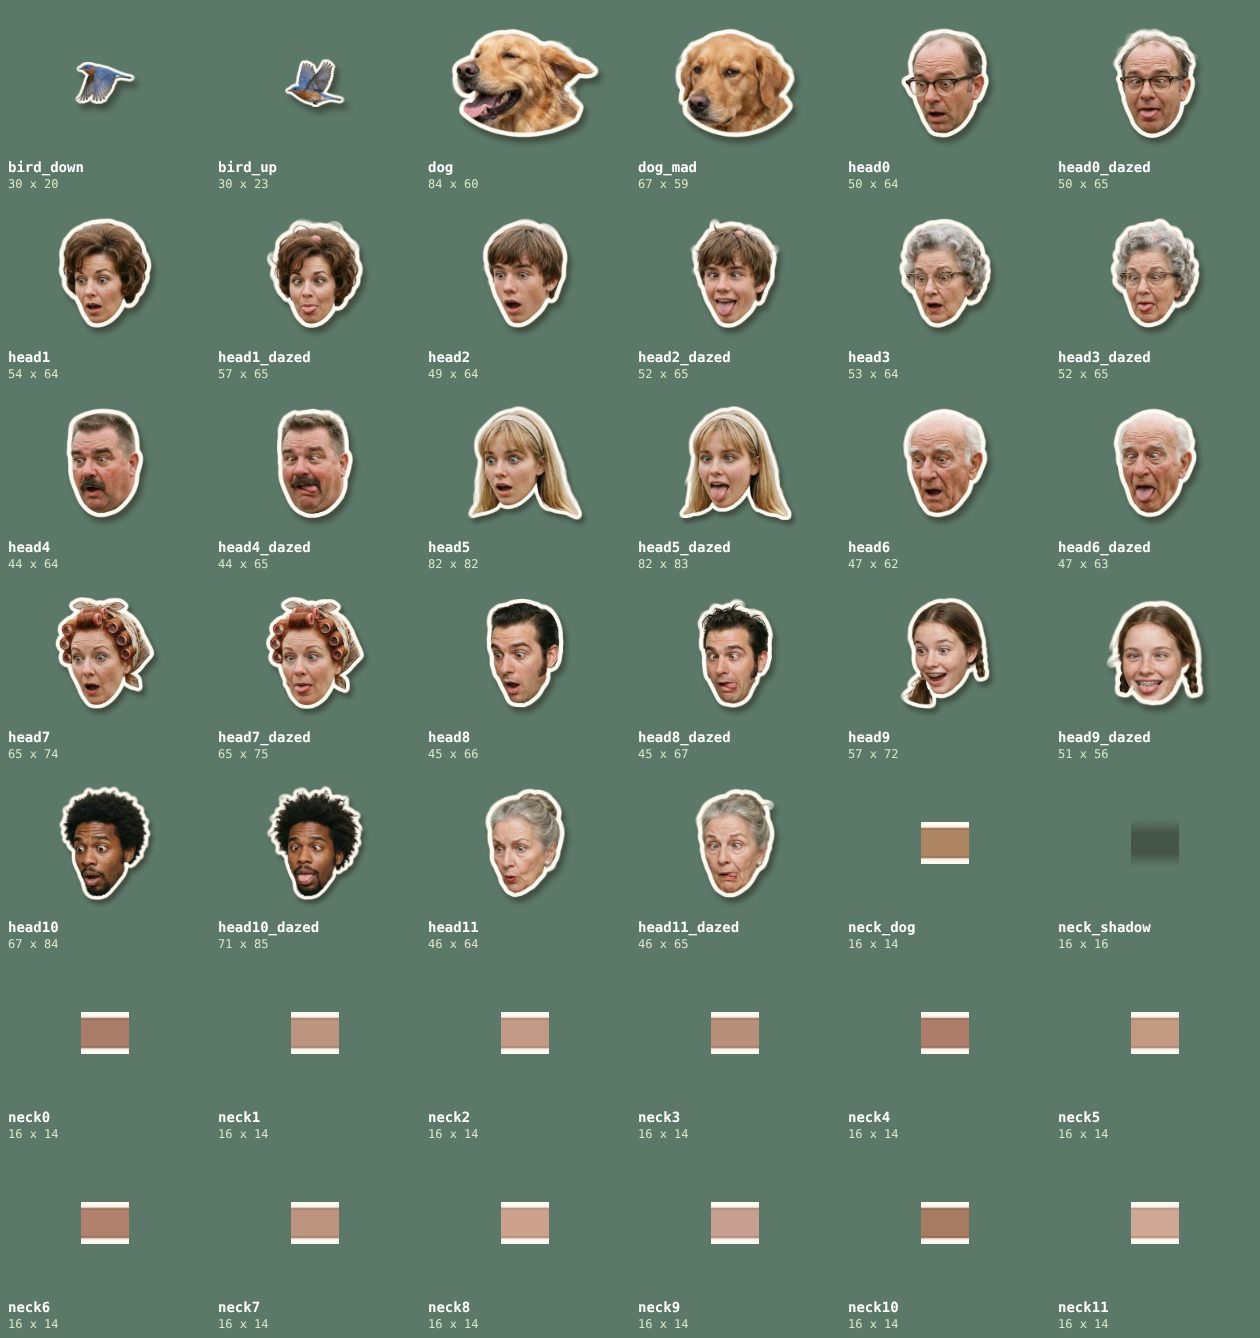 bird_down
30 x 20
bird_up
30 x 23
dog
84 x 60
dog_mad
67 x 59
head0
50 x 64
head0_dazed
50 x 65
head1
54 x 64
head1_dazed
57 x 65
head2
49 x 64
head2_dazed
52 x 65
head3
53 x 64
head3_dazed
52 x 65
head4
44 x 64
head4_dazed
44 x 65
head5
82 x 82
head5_dazed
82 x 83
head6
47 x 62
head6_dazed
47 x 63
head7
65 x 74
head7_dazed
65 x 75
head8
45 x 66
head8_dazed
45 x 67
head9
57 x 72
head9_dazed
51 x 56
head10
67 x 84
head10_dazed
71 x 85
head11
46 x 64
head11_dazed
46 x 65
neck_dog
16 x 14
neck_shadow
16 x 16
neck0
16 x 14
neck1
16 x 14
neck2
16 x 14
neck3
16 x 14
neck4
16 x 14
neck5
16 x 14
neck6
16 x 14
neck7
16 x 14
neck8
16 x 14
neck9
16 x 14
neck10
16 x 14
neck11
16 x 14